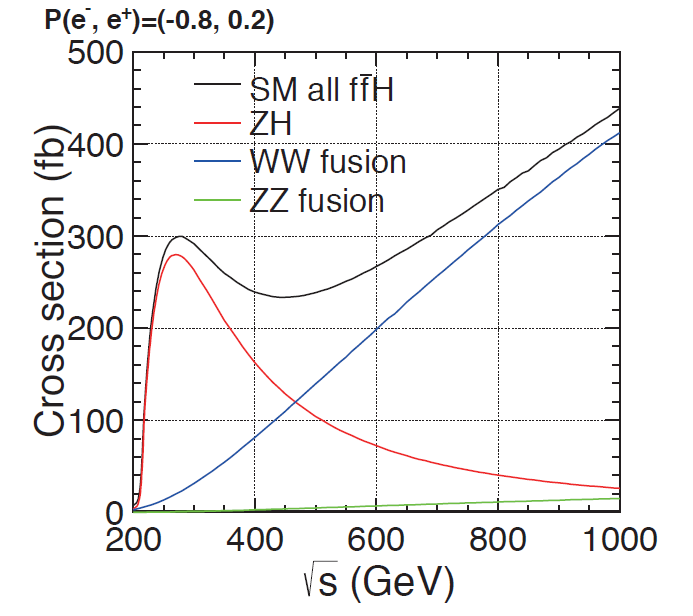 P(e⁻, e⁺)=(-0.8, 0.2)
500
400
300
200
100
0
Cross section (fb)
SM all ff̄H
ZH
WW fusion
ZZ fusion
200 400 600 800 1000
√s (GeV)